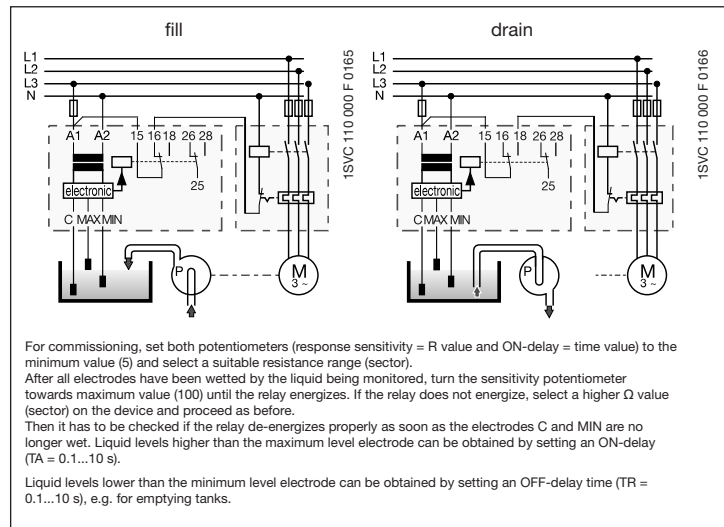 fill
drain
L1
L2
L3
N
A1 A2 15 16 18 26 28
25
electronic
C MAX MIN
P
M
3 ~
1SVC 110 000 F 0165
L1
L2
L3
N
A1 A2 15 16 18 26 28
25
electronic
C MAX MIN
P
M
3 ~
1SVC 110 000 F 0166
For commissioning, set both potentiometers (response sensitivity = R value and ON-delay = time value) to the
minimum value (5) and select a suitable resistance range (sector).
After all electrodes have been wetted by the liquid being monitored, turn the sensitivity potentiometer
towards maximum value (100) until the relay energizes. If the relay does not energize, select a higher Ω value
(sector) on the device and proceed as before.
Then it has to be checked if the relay de-energizes properly as soon as the electrodes C and MIN are no
longer wet. Liquid levels higher than the maximum level electrode can be obtained by setting an ON-delay
(TA = 0.1...10 s).
Liquid levels lower than the minimum level electrode can be obtained by setting an OFF-delay time (TR =
0.1...10 s), e.g. for emptying tanks.